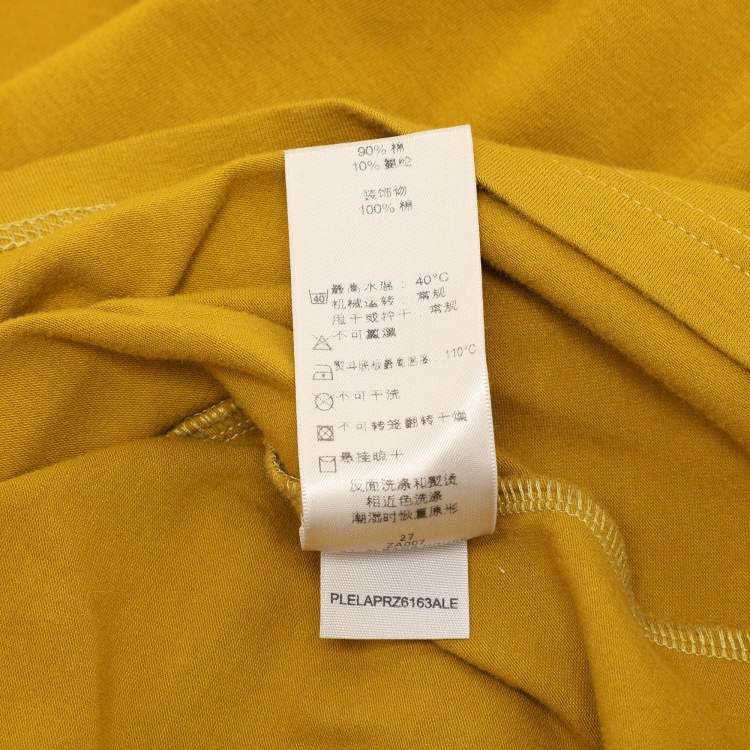 90% 棉
10% 氨纶
装饰物
100% 棉
40
最高水温: 40°C
机械运转: 常规
甩干或拧干: 常规
不可氯漂
熨斗底板最高温度 110°C
不可干洗
不可转笼翻转干燥
悬挂晾干
反面洗涤和熨烫
相近色洗涤
潮湿时恢复原形
27
ZA007
PLELAPRZ6163ALE